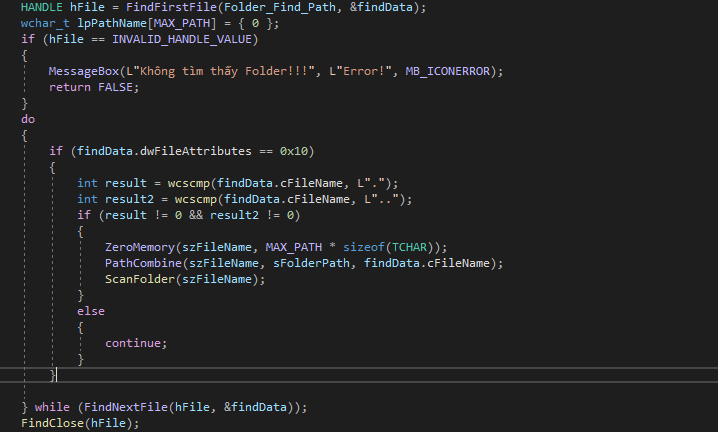 HANDLE hFile = FindFirstFile(Folder_Find_Path, &findData);
wchar_t lpPathName[MAX_PATH] = { 0 };
if (hFile == INVALID_HANDLE_VALUE)
{
MessageBox(L"Không tìm thấy Folder!!!", L"Error!", MB_ICONERROR);
return FALSE;
}
do
{
if (findData.dwFileAttributes == 0x10)
{
int result = wcscmp(findData.cFileName, L".");
int result2 = wcscmp(findData.cFileName, L"..");
if (result != 0 && result2 != 0)
{
ZeroMemory(szFileName, MAX_PATH * sizeof(TCHAR));
PathCombine(szFileName, sFolderPath, findData.cFileName);
ScanFolder(szFileName);
}
else
{
continue;
}
}
} while (FindNextFile(hFile, &findData));
FindClose(hFile);